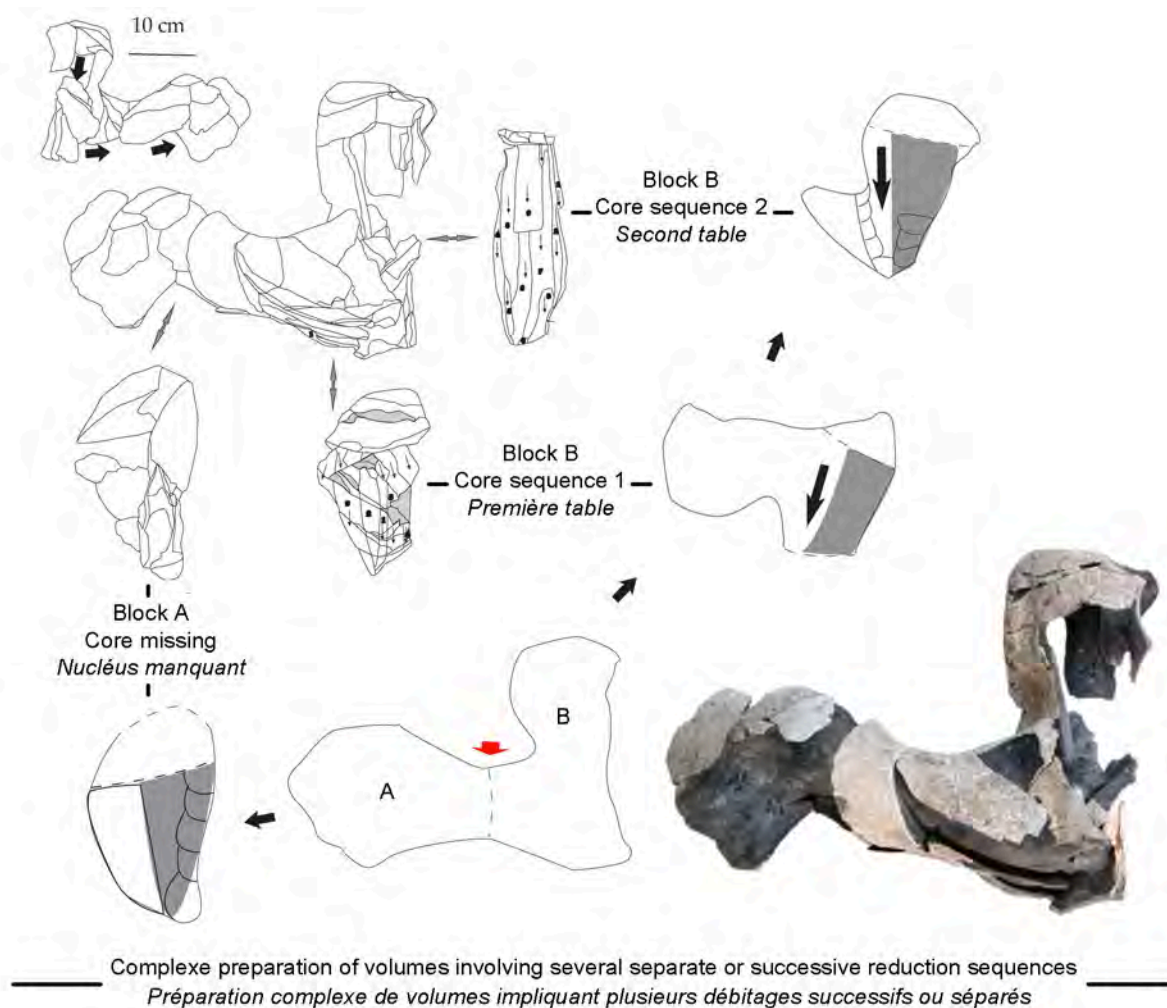 10 cm
Block B
Core sequence 2
Second table
Block B
Core sequence 1
Première table
Block A
Core missing
Nucléus manquant
A
B
Complexe preparation of volumes involving several separate or successive reduction sequences
Préparation complexe de volumes impliquant plusieurs débitages successifs ou séparés